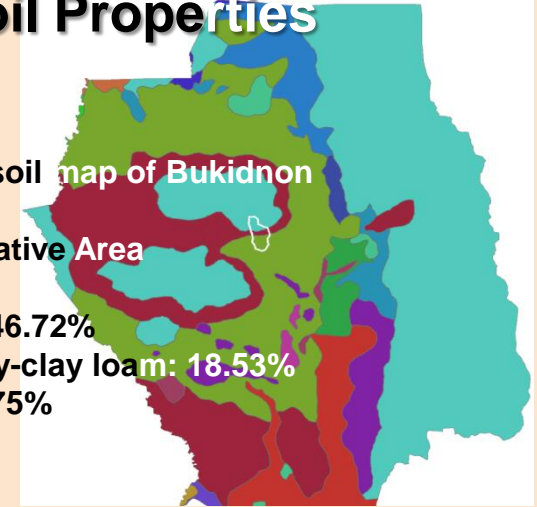 oil Properties
soil map of Bukidnon
ative Area
46.72%
y-clay loam: 18.53%
75%